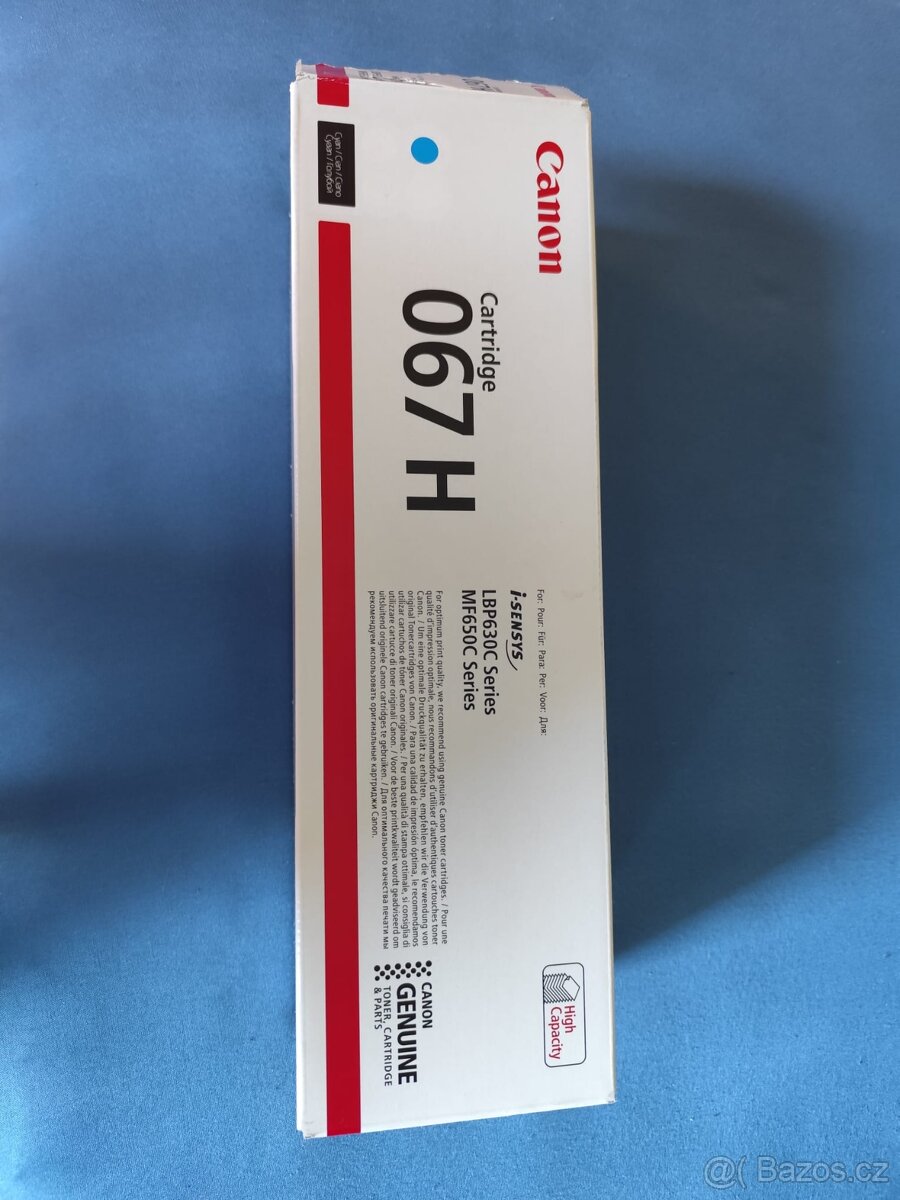 Canon
Cartridge
067 H
Cyan / Cian / Ciano
Cyaan / Голубой
For: Pour: Für: Para: Per: Voor: Для:
i-SENSYS
LBP630C Series
MF650C Series
For optimum print quality, we recommend using genuine Canon toner cartridges. / Pour une
qualité d'impression optimale, nous recommandons d'utiliser d'authentiques cartouches toner
Canon. / Um eine optimale Druckqualität zu erhalten, empfehlen wir die Verwendung von
original Tonercartridges von Canon. / Para una calidad de impresión óptima, le recomendamos
utilizar cartuchos de tóner Canon originales. / Per una qualità di stampa ottimale, si consiglia di
utilizzare cartucce di toner originali Canon. / Voor de beste printkwaliteit wordt geadviseerd om
uitsluitend originele Canon cartridges te gebruiken. / Для оптимального качества печати мы
рекомендуем использовать оригинальные картриджи Canon.
High
Capacity
CANON
GENUINE
TONER, CARTRIDGE
& PARTS
@( Bazos.cz